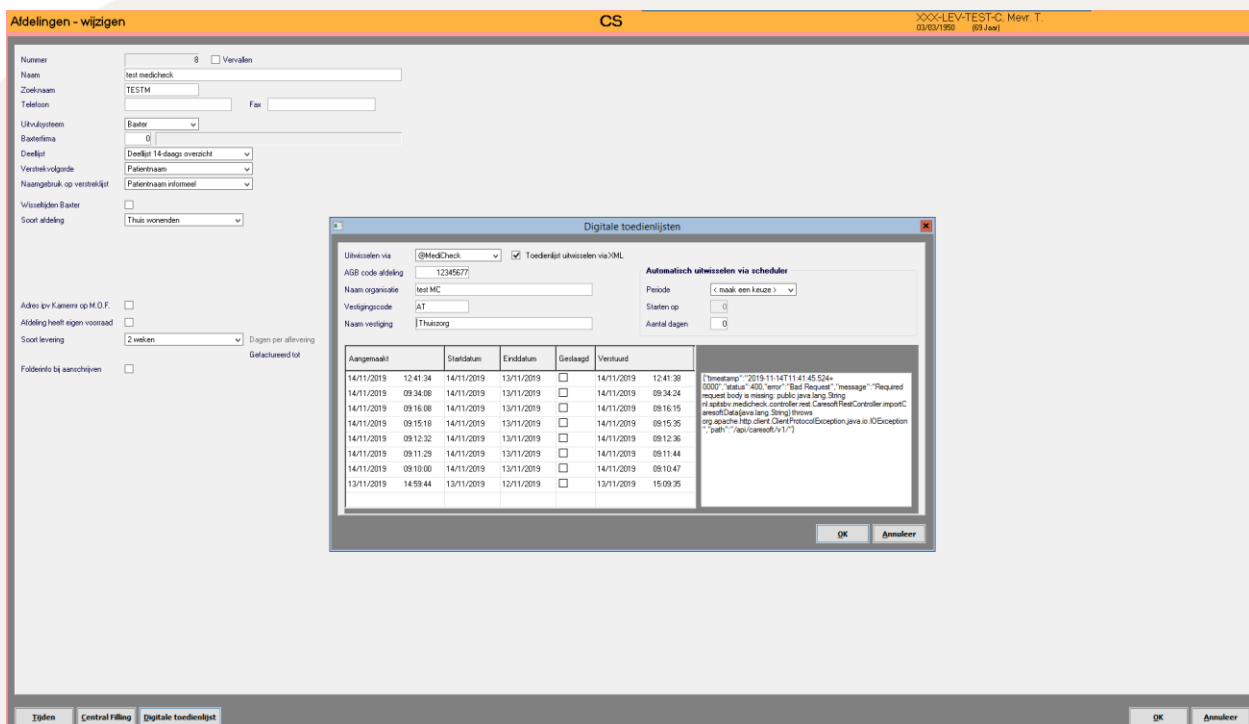 Afdelingen - wijzigen CS XXX-LEV-TEST-C, Mevr. T.
03/03/1950 (69 Jaar)
Nummer 8 Vervallen
Naam test medicheck
Zoeknaam TESTM
Telefoon Fax
Uitvulsysteem Baxter
Baxterfirma 0
Deellijst Deellijst 14-daags overzicht
Verstrekvolgorde Patientnaam
Naamgebruik op verstreklijst Patientnaam informeel
Wisseltijden Baxter
Soort afdeling Thuis wonenden
Adres ipv Kamernr op M.O.F.
Afdeling heeft eigen voorraad
Soort levering 2 weken Dagen per aflevering
Gefactureerd tot
Folderinfo bij aanschrijven
Digitale toedienlijsten
Uitwisselen via @MediCheck Toedienlijst uitwisselen via XML
AGB code afdeling 12345677
Naam organisatie test MC
Vestigingscode AT
Naam vestiging Thuiszorg
Automatisch uitwisselen via scheduler
Periode < maak een keuze >
Starten op 0
Aantal dagen 0
Aangemaakt Startdatum Einddatum Geslaagd Verstuurd
14/11/2019 12:41:34 14/11/2019 13/11/2019 14/11/2019 12:41:38
14/11/2019 09:34:08 14/11/2019 13/11/2019 14/11/2019 09:34:24
14/11/2019 09:16:08 14/11/2019 13/11/2019 14/11/2019 09:16:15
14/11/2019 09:15:18 14/11/2019 13/11/2019 14/11/2019 09:15:35
14/11/2019 09:12:32 14/11/2019 13/11/2019 14/11/2019 09:12:36
14/11/2019 09:11:29 14/11/2019 13/11/2019 14/11/2019 09:11:44
14/11/2019 09:10:00 14/11/2019 13/11/2019 14/11/2019 09:10:47
13/11/2019 14:59:44 13/11/2019 12/11/2019 13/11/2019 15:09:35
{"timestamp":"2019-11-14T11:41:45.524+
0000","status":400,"error":"Bad Request","message":"Required
request body is missing: public java.lang.String
nl.spitsbv.medicheck.controller.rest.CaresoftRestController.importC
aresoftData(java.lang.String) throws
org.apache.http.client.ClientProtocolException,java.io.IOException
","path":"/api/caresoft/v1/"}
OK Annuleer
Tijden Central Filling Digitale toedienlijst OK Annuleer